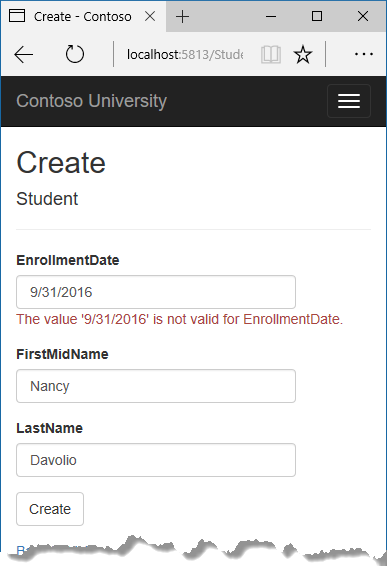 Create - Contoso
localhost:5813/Stude
Contoso University
Create
Student
EnrollmentDate
9/31/2016
The value '9/31/2016' is not valid for EnrollmentDate.
FirstMidName
Nancy
LastName
Davolio
Create